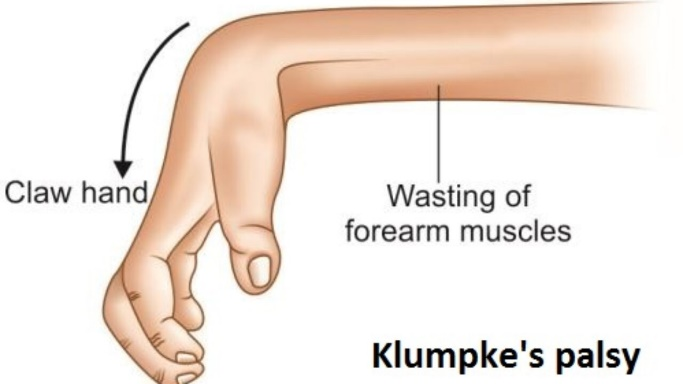 Claw hand
Wasting of
forearm muscles
Klumpke's palsy